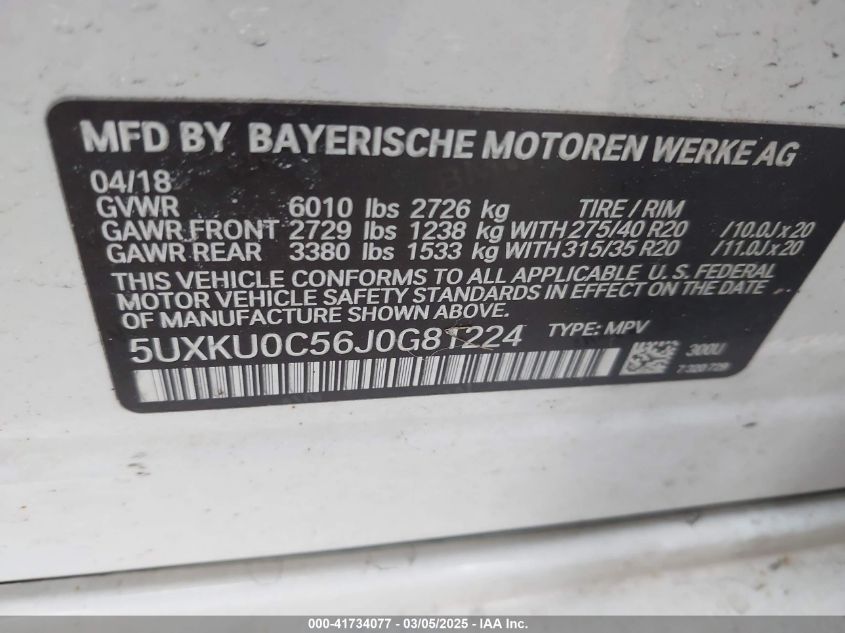 MFD BY BAYERISCHE MOTOREN WERKE AG
04/18
GVWR 6010 lbs 2726 kg TIRE / RIM
GAWR FRONT 2729 lbs 1238 kg WITH 275/40 R20 /10.0J x 20
GAWR REAR 3380 lbs 1533 kg WITH 315/35 R20 /11.0J x 20
THIS VEHICLE CONFORMS TO ALL APPLICABLE U. S. FEDERAL
MOTOR VEHICLE SAFETY STANDARDS IN EFFECT ON THE DATE
OF MANUFACTURE SHOWN ABOVE.
5UXKU0C56J0G81224 TYPE: MPV
300U
7 320 729
000-41734077 - 03/05/2025 - IAA Inc.